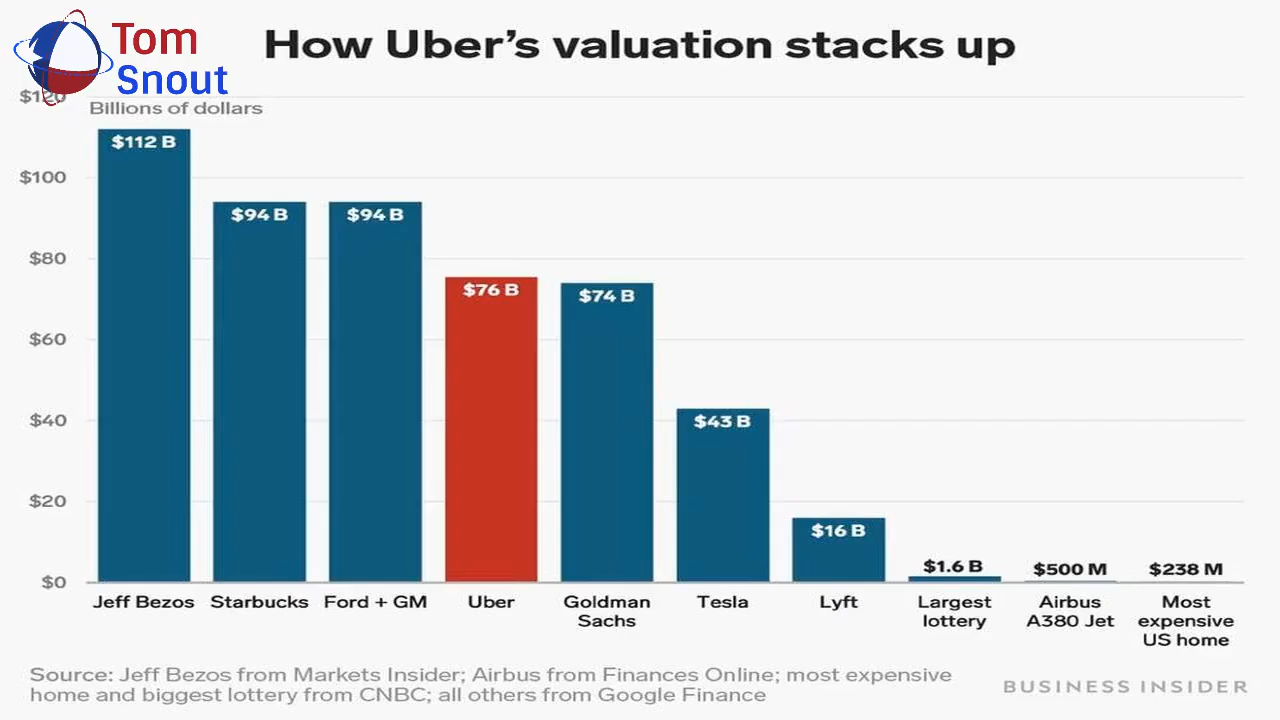 Tom
Snout
How Uber's valuation stacks up
$120
Billions of dollars
$112 B
$100
$94 B
$94 B
$80
$76 B
$74 B
$60
$40
$43 B
$20
$16 B
$1.6 B
$500 M
$238 M
$0
Jeff Bezos Starbucks Ford + GM Uber Goldman Tesla Lyft Largest Airbus Most
Sachs lottery A380 Jet expensive
US home
Source: Jeff Bezos from Markets Insider; Airbus from Finances Online; most expensive
home and biggest lottery from CNBC; all others from Google Finance
BUSINESS INSIDER